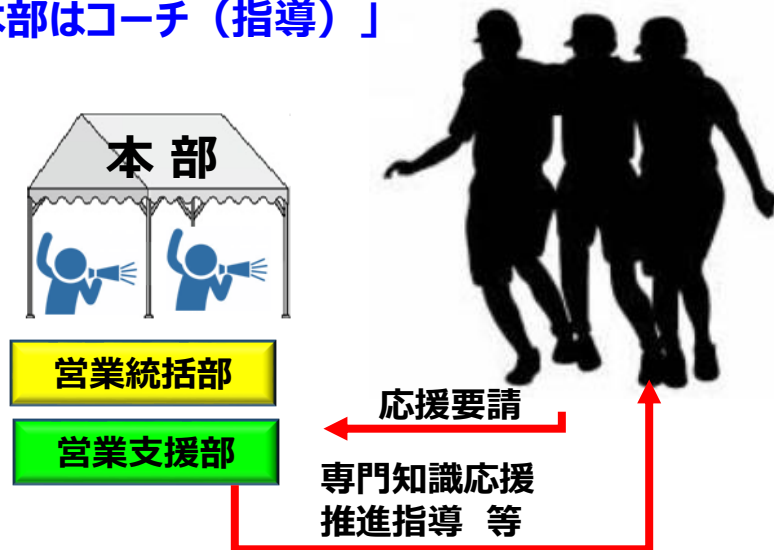 部はコーチ（指導）」
本 部
営業統括部
営業支援部
応援要請
専門知識応援
推進指導 等